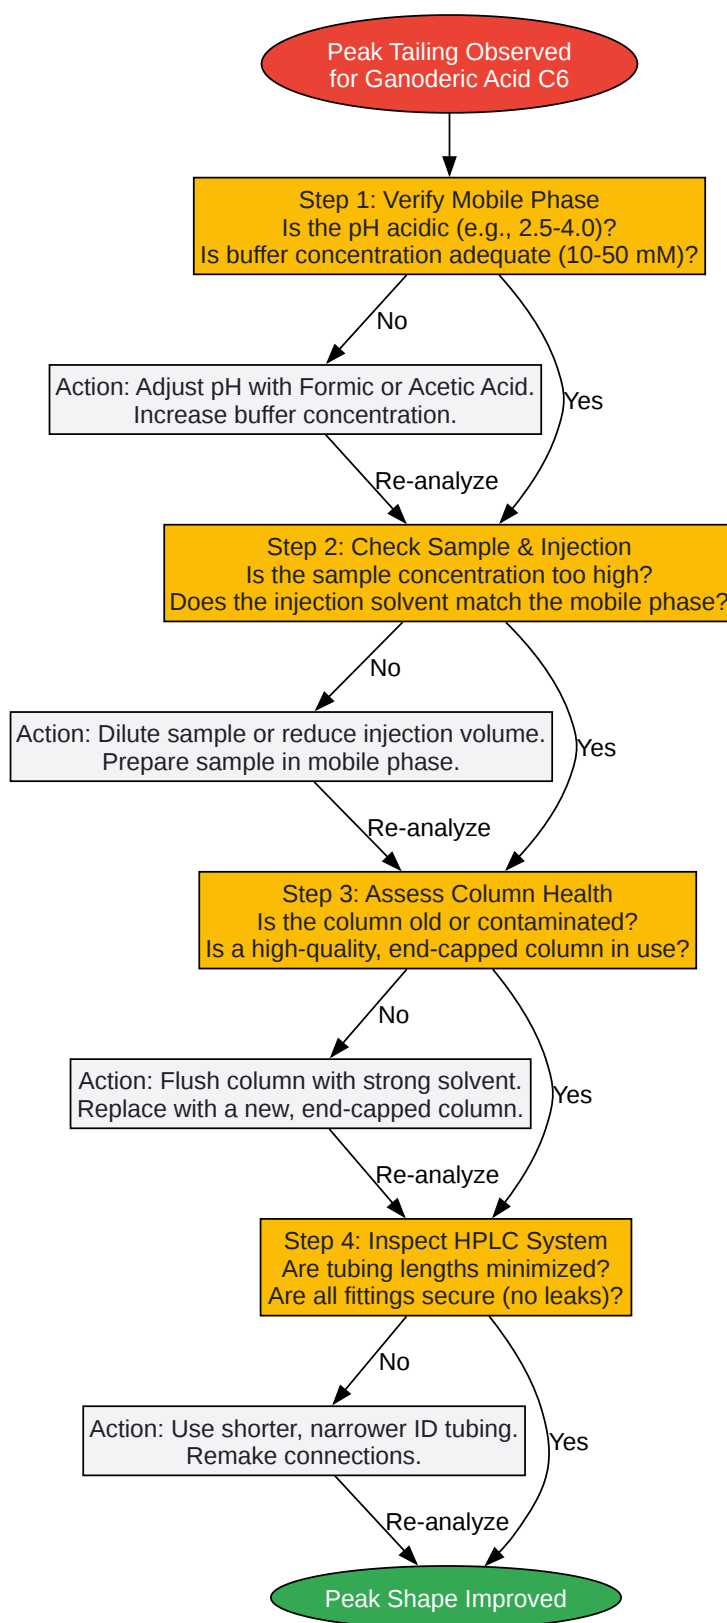 Peak Tailing Observed
for Ganoderic Acid C6
Step 1: Verify Mobile Phase
Is the pH acidic (e.g., 2.5-4.0)?
Is buffer concentration adequate (10-50 mM)?
No
Yes
Action: Adjust pH with Formic or Acetic Acid.
Increase buffer concentration.
Re-analyze
Step 2: Check Sample & Injection
Is the sample concentration too high?
Does the injection solvent match the mobile phase?
No
Yes
Action: Dilute sample or reduce injection volume.
Prepare sample in mobile phase.
Re-analyze
Step 3: Assess Column Health
Is the column old or contaminated?
Is a high-quality, end-capped column in use?
No
Yes
Action: Flush column with strong solvent.
Replace with a new, end-capped column.
Re-analyze
Step 4: Inspect HPLC System
Are tubing lengths minimized?
Are all fittings secure (no leaks)?
No
Yes
Action: Use shorter, narrower ID tubing.
Remake connections.
Re-analyze
Peak Shape Improved